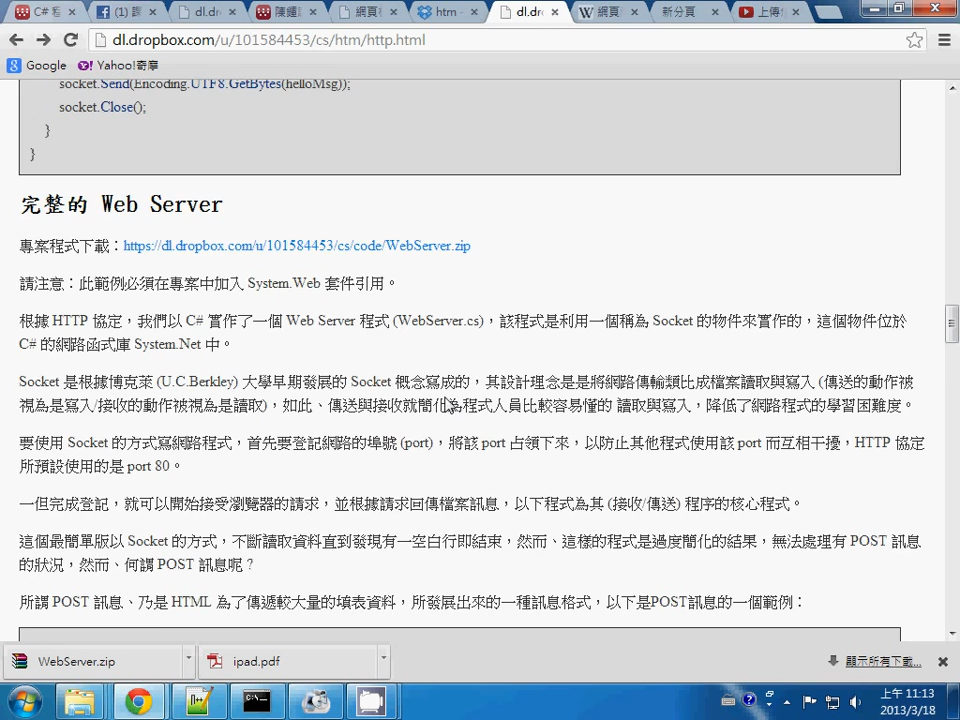 C# 程
(1) 課
dl.dr
陳鍾
網頁
htm -
dl.dr
網頁
新分頁
上傳
dl.dropbox.com/u/101584453/cs/htm/http.html
Google Yahoo!奇摩
socket.Send(Encoding.UTF8.GetBytes(helloMsg));
socket.Close();
}
}
完整的 Web Server
專案程式下載：https://dl.dropbox.com/u/101584453/cs/code/WebServer.zip
請注意：此範例必須在專案中加入 System.Web 套件引用。
根據 HTTP 協定，我們以 C# 實作了一個 Web Server 程式 (WebServer.cs)，該程式是利用一個稱為 Socket 的物件來實作的，這個物件位於
C# 的網路函式庫 System.Net 中。
Socket 是根據博克萊 (U.C.Berkley) 大學早期發展的 Socket 概念寫成的，其設計理念是是將網路傳輸類比成檔案讀取與寫入 (傳送的動作被
視為是寫入/接收的動作被視為是讀取)，如此、傳送與接收就簡化為程式人員比較容易懂的 讀取與寫入，降低了網路程式的學習困難度。
要使用 Socket 的方式寫網路程式，首先要登記網路的埠號 (port)，將該 port 占領下來，以防止其他程式使用該 port 而互相干擾，HTTP 協定
所預設使用的是 port 80。
一但完成登記，就可以開始接受瀏覽器的請求，並根據請求回傳檔案訊息，以下程式為其 (接收/傳送) 程序的核心程式。
這個最簡單版以 Socket 的方式，不斷讀取資料直到發現有一空白行即結束，然而、這樣的程式是過度簡化的結果，無法處理有 POST 訊息
的狀況，然而、何謂 POST 訊息呢？
所謂 POST 訊息、乃是 HTML 為了傳遞較大量的填表資料，所發展出來的一種訊息格式，以下是POST訊息的一個範例：
WebServer.zip
ipad.pdf
顯示所有下載...
上午 11:13
2013/3/18